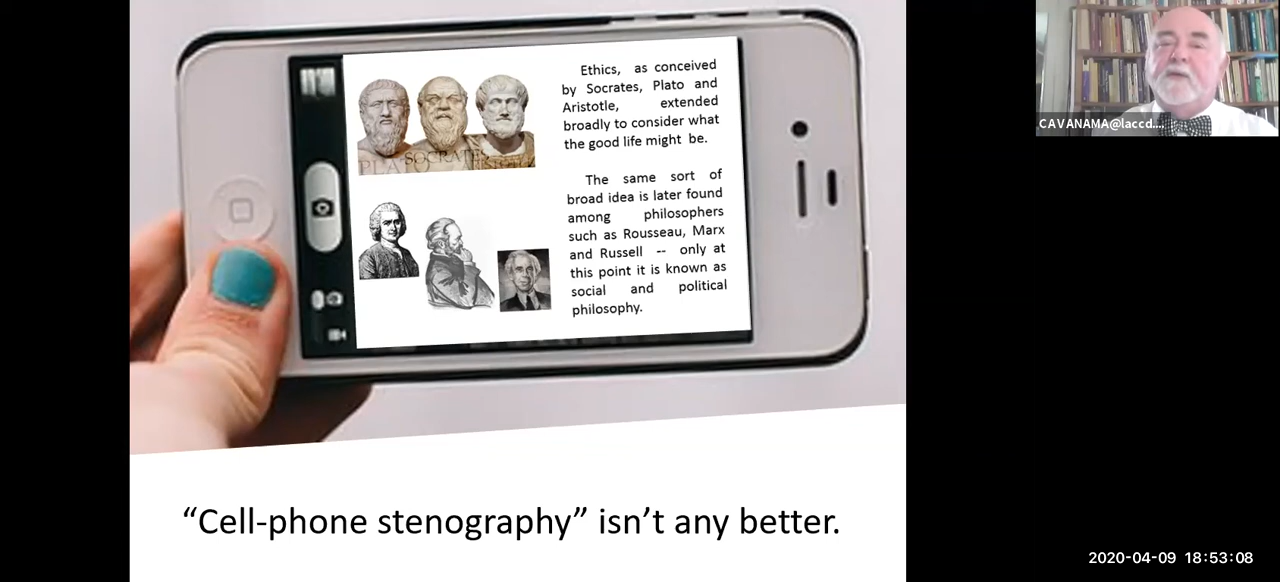 Ethics, as conceived
by Socrates, Plato and
Aristotle, extended
broadly to consider what
the good life might be.
The same sort of
broad idea is later found
among philosophers
such as Rousseau, Marx
and Russell -- only at
this point it is known as
social and political
philosophy.
PLATO SOCRATES
“Cell-phone stenography” isn’t any better.
CAVANAMA@laccd....
2020-04-09 18:53:08